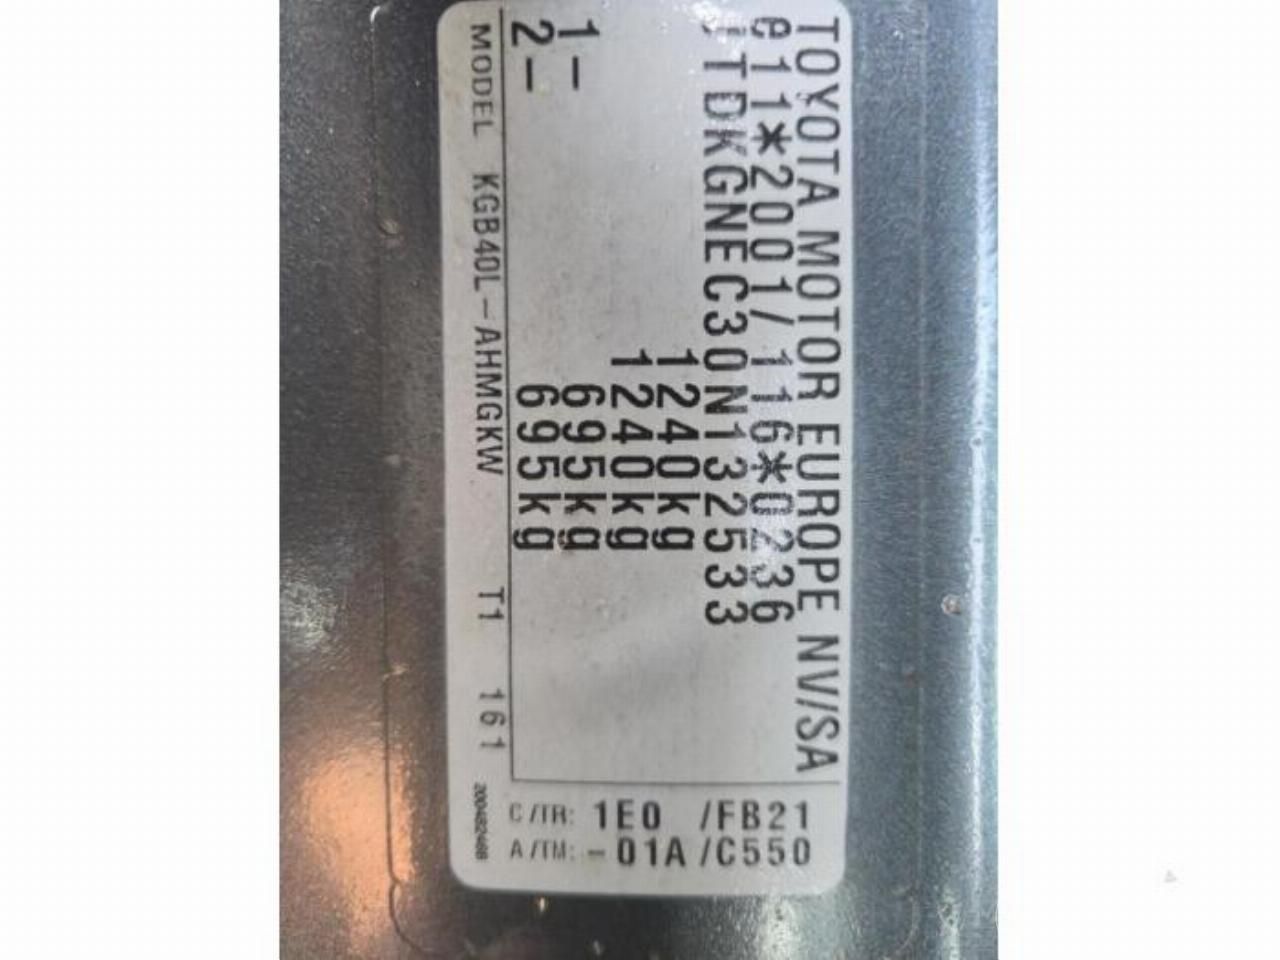 TOYOTA MOTOR EUROPE NV/SA
e11*2001/116*0236
JTDKGNEC30N132533
1240kg
1240kg
1– 695kg
2– 695kg
MODEL KGB40L-AHMGKW T1 161
C/TR: 1E0 /FB21
A/TM: -01A /C550